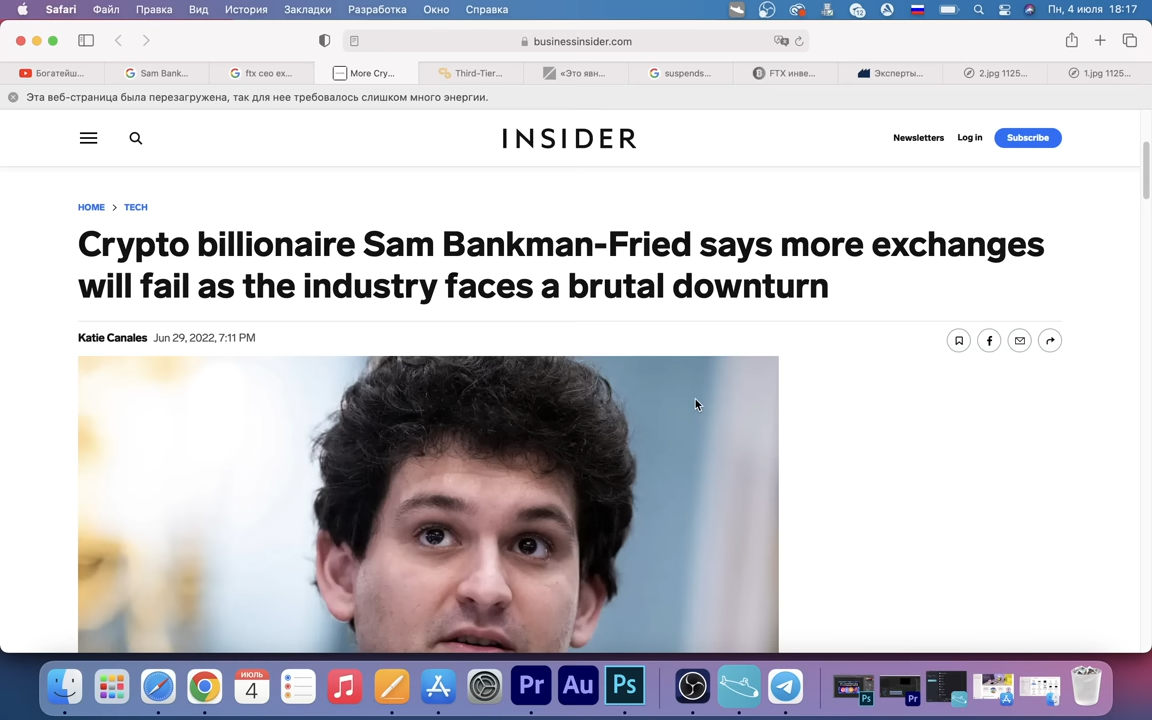 Safari Файл Правка Вид История Закладки Разработка Окно Справка
12
Пн, 4 июля 18:17
businessinsider.com
Богатейш...
Sam Bank...
ftx ceo ex...
More Cry...
Third-Tier...
«Это явн...
suspends...
FTX инве...
Эксперты...
2.jpg 1125...
1.jpg 1125...
Эта веб-страница была перезагружена, так для нее требовалось слишком много энергии.
INSIDER
Newsletters Log in Subscribe
HOME > TECH
Crypto billionaire Sam Bankman-Fried says more exchanges
will fail as the industry faces a brutal downturn
Katie Canales Jun 29, 2022, 7:11 PM
ИЮЛЬ
4
Pr
Au
Ps
Ps
Pr